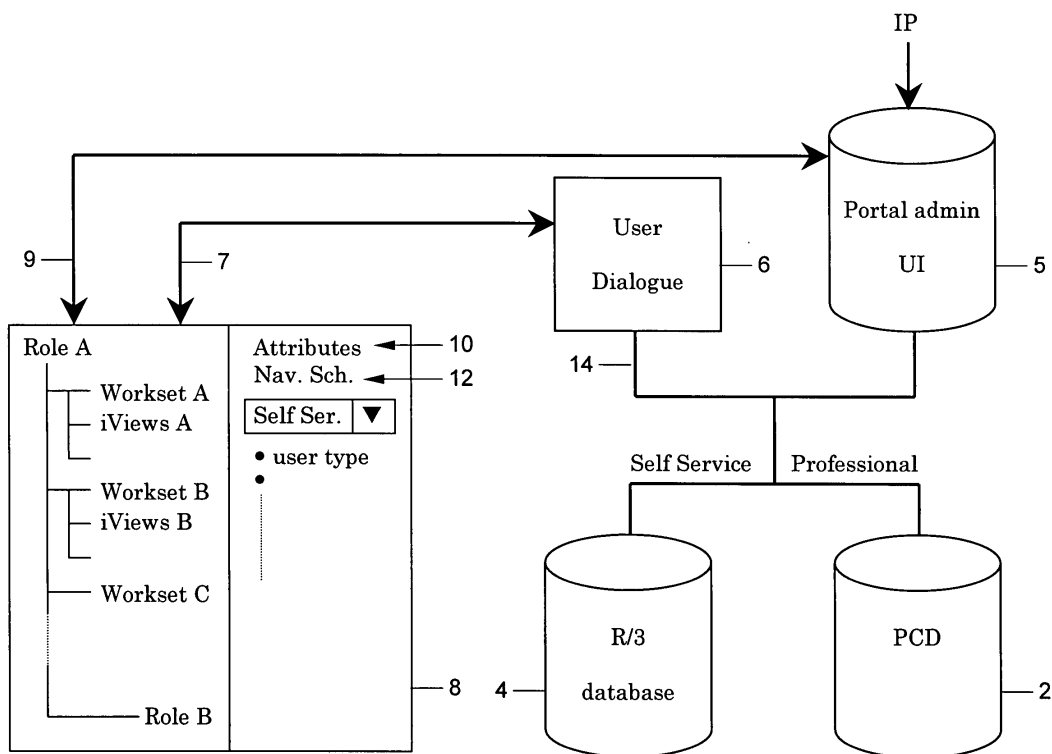 IP
Portal admin
UI
5
User
Dialogue
6
9
7
14
Role A
Workset A
iViews A
Workset B
iViews B
Workset C
Role B
Attributes
10
Nav. Sch.
12
Self Ser. ▼
• user type
•
8
Self Service
Professional
R/3
database
4
PCD
2